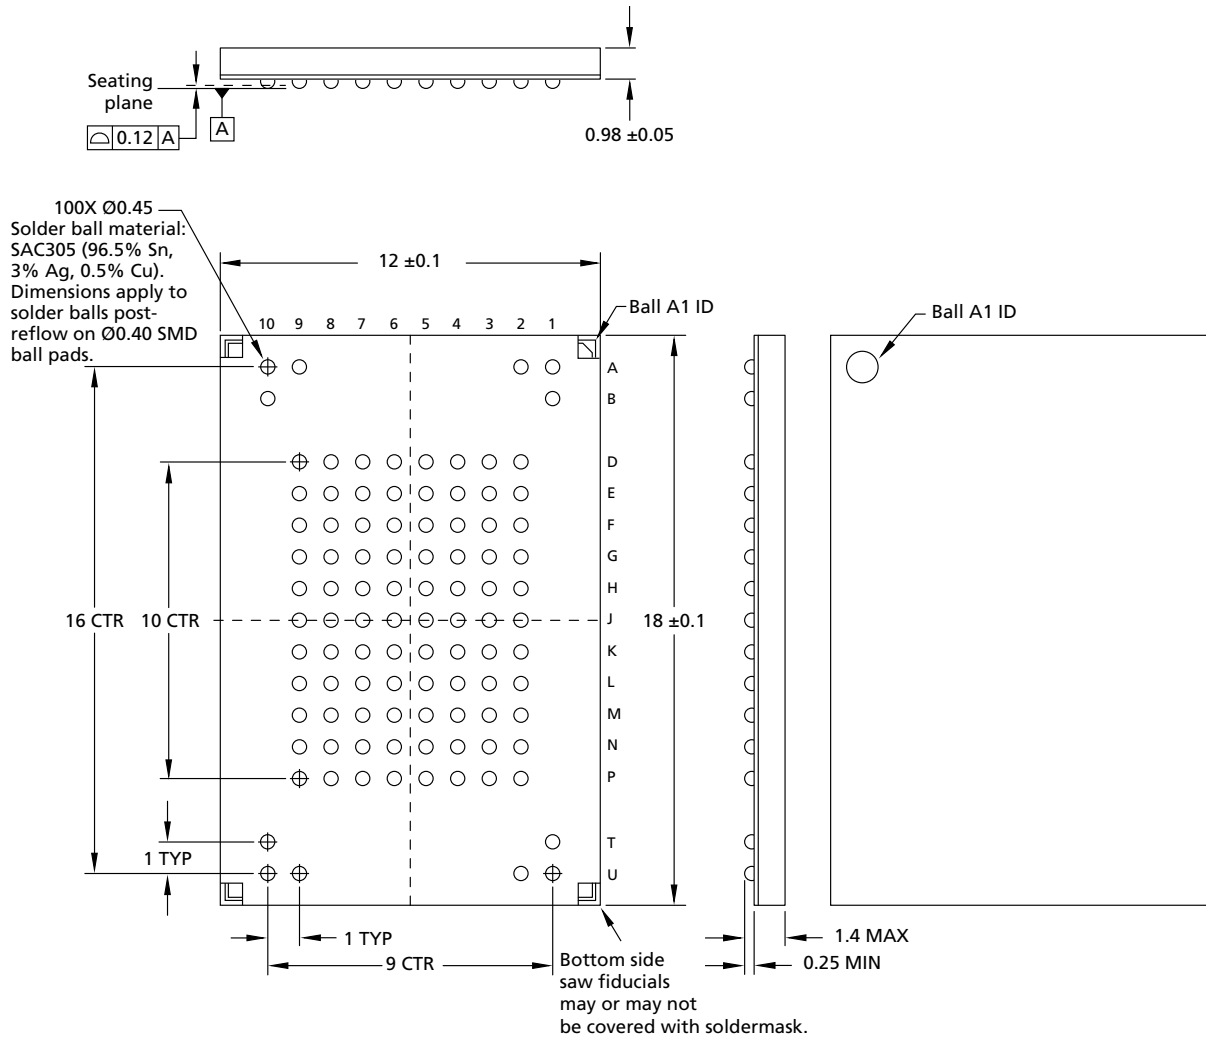 Seating
plane
0.12 A
A
0.98 ±0.05
100X Ø0.45
Solder ball material:
SAC305 (96.5% Sn,
3% Ag, 0.5% Cu).
Dimensions apply to
solder balls post-
reflow on Ø0.40 SMD
ball pads.
12 ±0.1
Ball A1 ID
Ball A1 ID
10 9 8 7 6 5 4 3 2 1
A
B
D
E
F
G
H
J
K
L
M
N
P
T
U
16 CTR
10 CTR
18 ±0.1
1 TYP
1 TYP
9 CTR
Bottom side
saw fiducials
may or may not
be covered with soldermask.
1.4 MAX
0.25 MIN